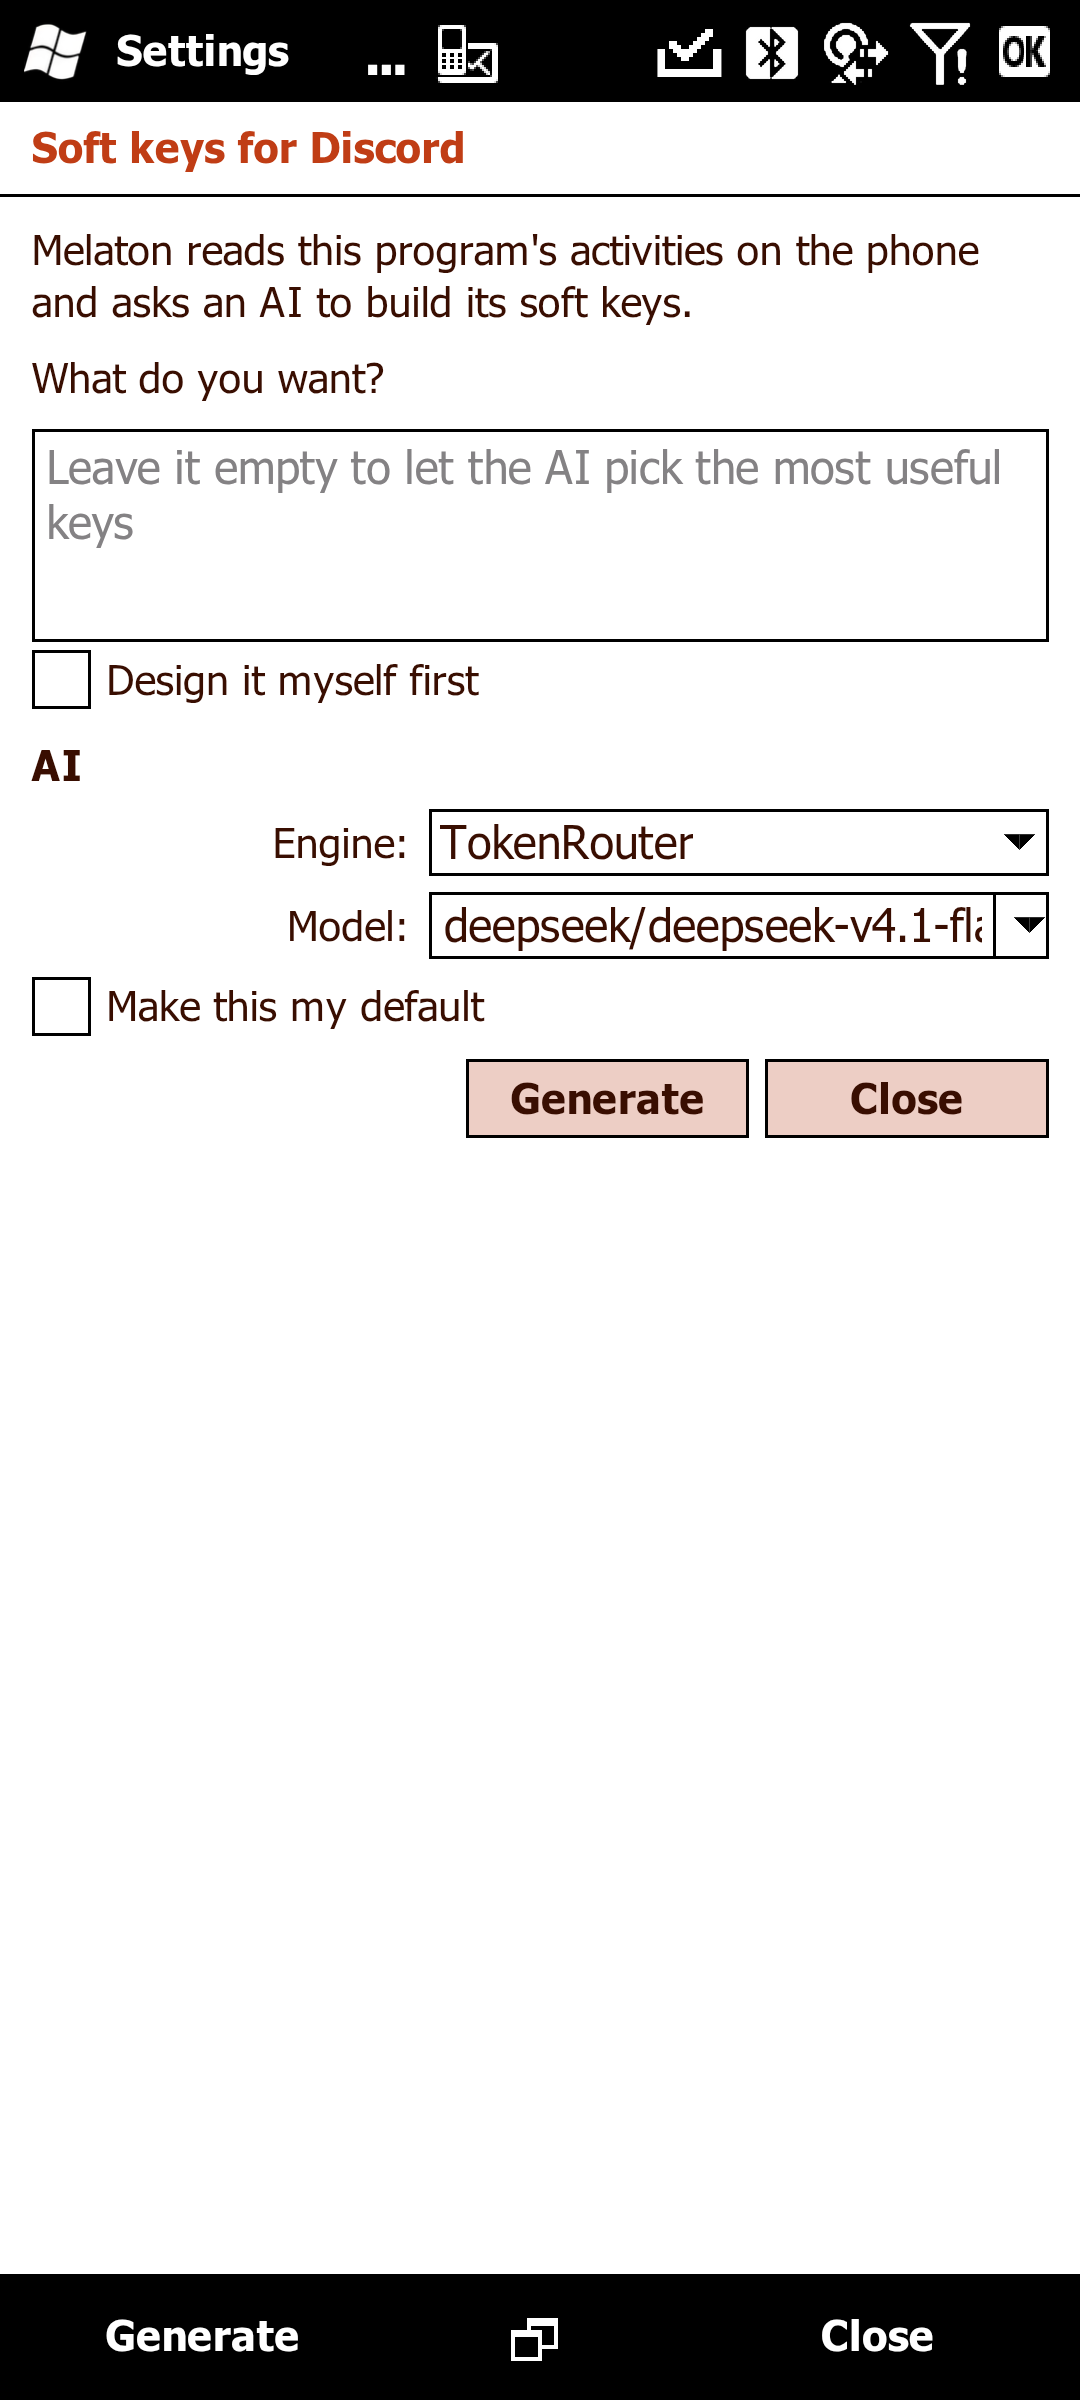 Settings ... OK
Soft keys for Discord
Melaton reads this program's activities on the phone
and asks an AI to build its soft keys.
What do you want?
Leave it empty to let the AI pick the most useful
keys
Design it myself first
AI
Engine: TokenRouter
Model: deepseek/deepseek-v4.1-fla
Make this my default
Generate Close
Generate Close